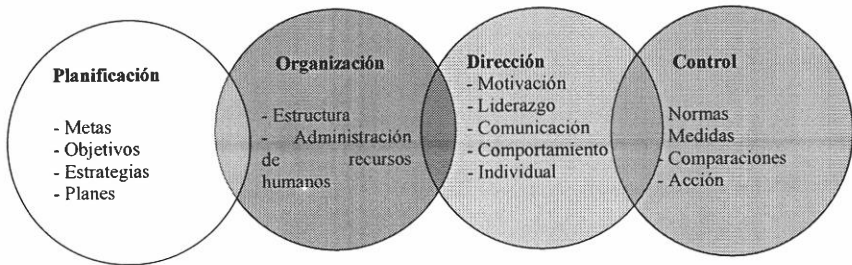 Planificación
- Metas
- Objetivos
- Estrategias
- Planes
Organización
- Estructura
- Administración
de recursos
humanos
Dirección
- Motivación
- Liderazgo
- Comunicación
- Comportamiento
- Individual
Control
Normas
Medidas
- Comparaciones
- Acción